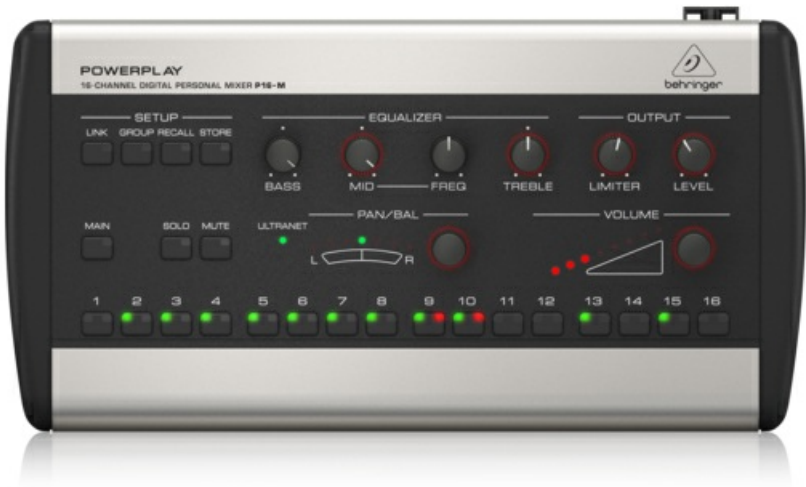 POWERPLAY
16-CHANNEL DIGITAL PERSONAL MIXER P16-M
behringer
SETUP
EQUALIZER
OUTPUT
LINK GROUP RECALL STORE
BASS MID FREQ TREBLE LIMITER LEVEL
PAN/BAL
VOLUME
MAIN SOLO MUTE ULTRANET
L R
1 2 3 4 5 6 7 8 9 10 11 12 13 14 15 16